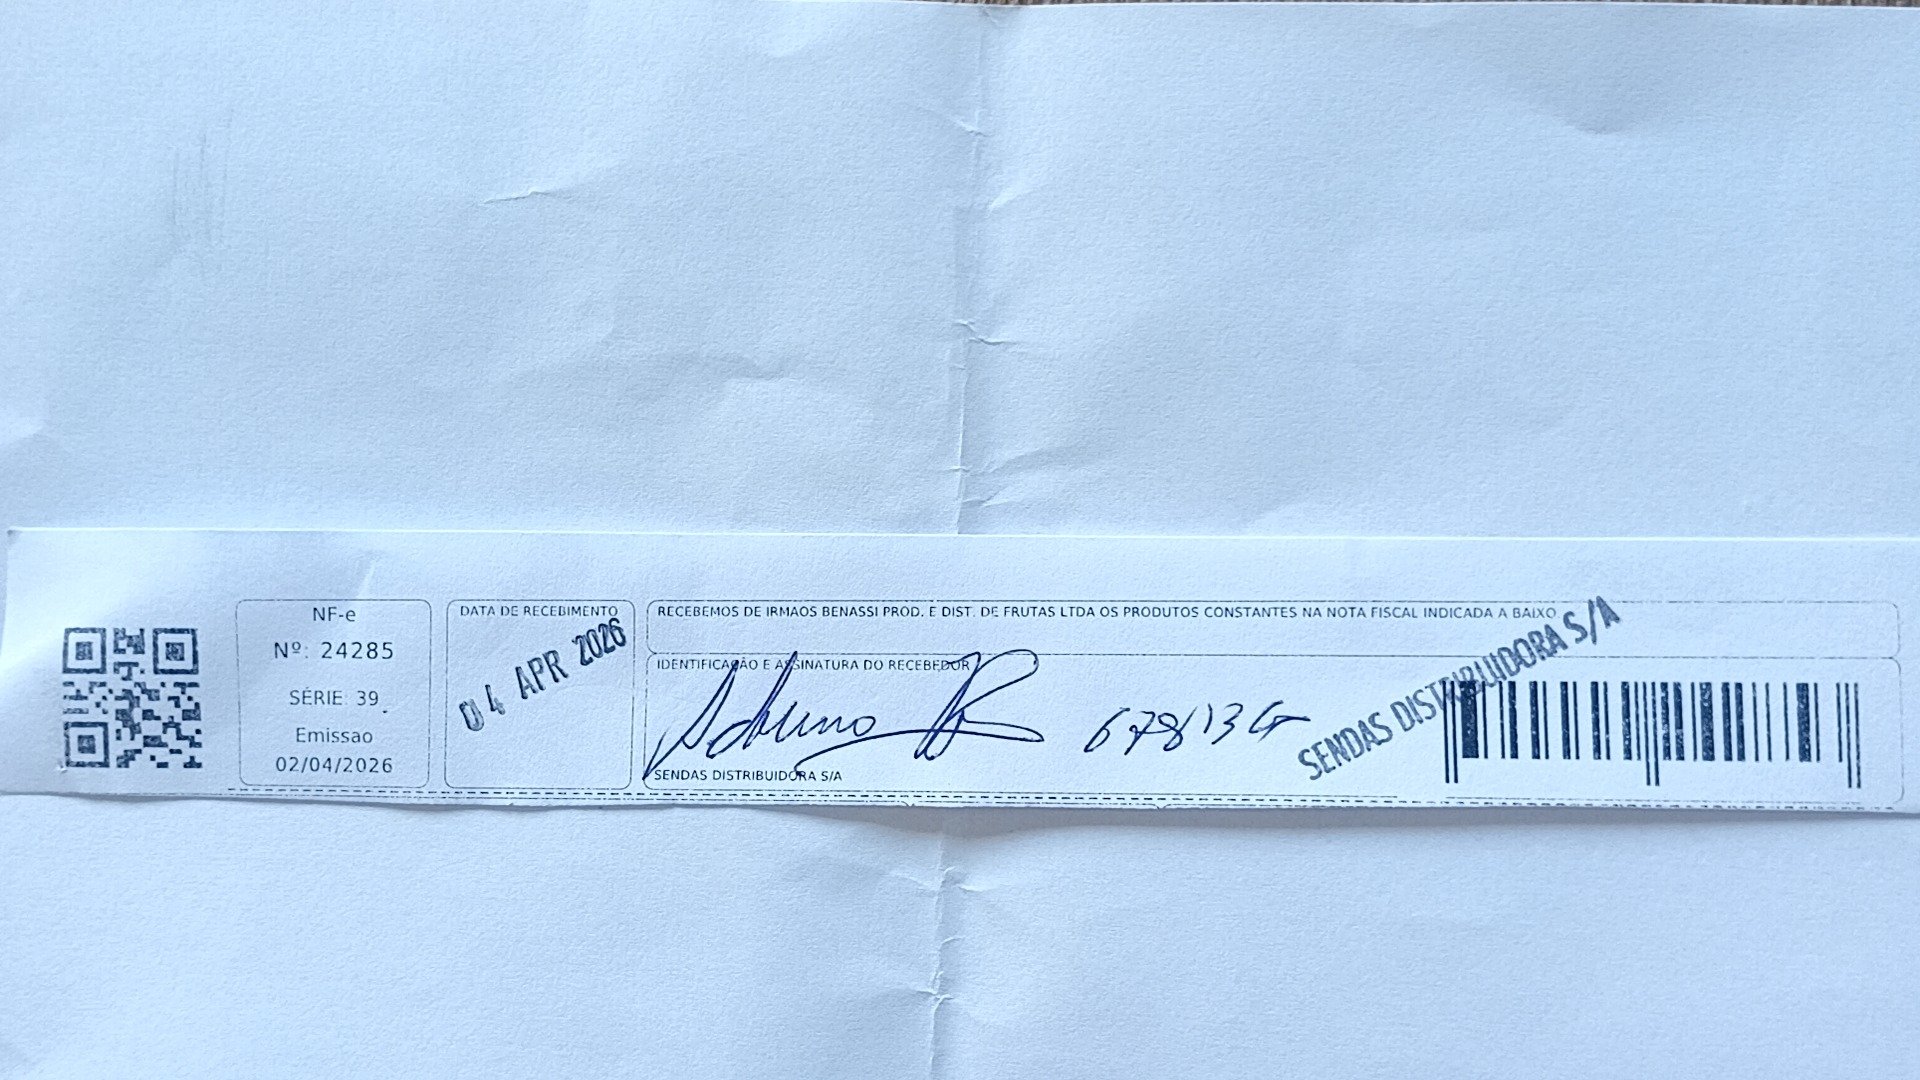 NF-e
Nº: 24285
SÉRIE: 39
Emissao
02/04/2026
DATA DE RECEBIMENTO
04 APR 2026
RECEBEMOS DE IRMAOS BENASSI PROD. E DIST. DE FRUTAS LTDA OS PRODUTOS CONSTANTES NA NOTA FISCAL INDICADA A BAIXO.
IDENTIFICAÇÃO E ASSINATURA DO RECEBEDOR
SENDAS DISTRIBUIDORA S/A
SENDAS DISTRIBUIDORA S/A